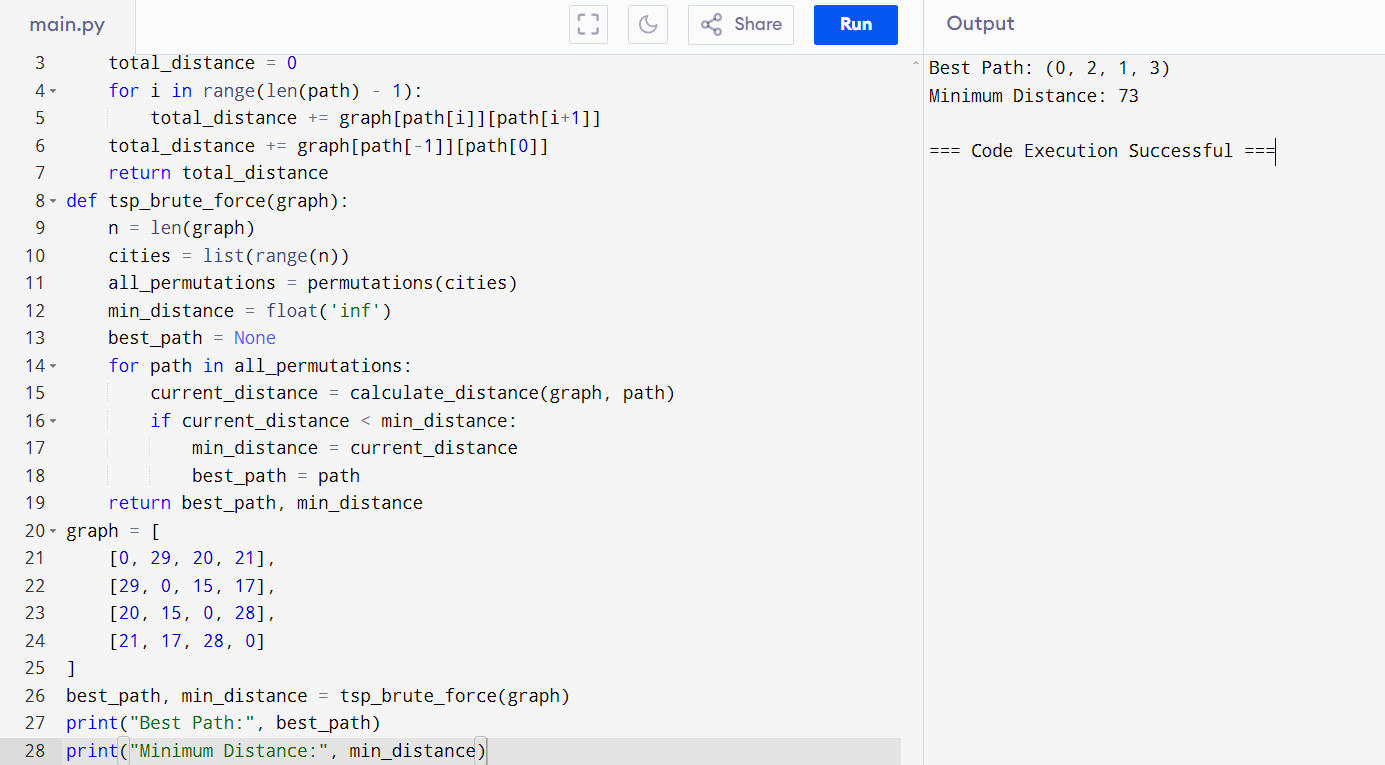 main.py
Share
Run
Output
3 total_distance = 0
4 for i in range(len(path) - 1):
5 total_distance += graph[path[i]][path[i+1]]
6 total_distance += graph[path[-1]][path[0]]
7 return total_distance
8 def tsp_brute_force(graph):
9 n = len(graph)
10 cities = list(range(n))
11 all_permutations = permutations(cities)
12 min_distance = float('inf')
13 best_path = None
14 for path in all_permutations:
15 current_distance = calculate_distance(graph, path)
16 if current_distance < min_distance:
17 min_distance = current_distance
18 best_path = path
19 return best_path, min_distance
20 graph = [
21 [0, 29, 20, 21],
22 [29, 0, 15, 17],
23 [20, 15, 0, 28],
24 [21, 17, 28, 0]
25 ]
26 best_path, min_distance = tsp_brute_force(graph)
27 print("Best Path:", best_path)
28 print("Minimum Distance:", min_distance)
Best Path: (0, 2, 1, 3)
Minimum Distance: 73
=== Code Execution Successful ===